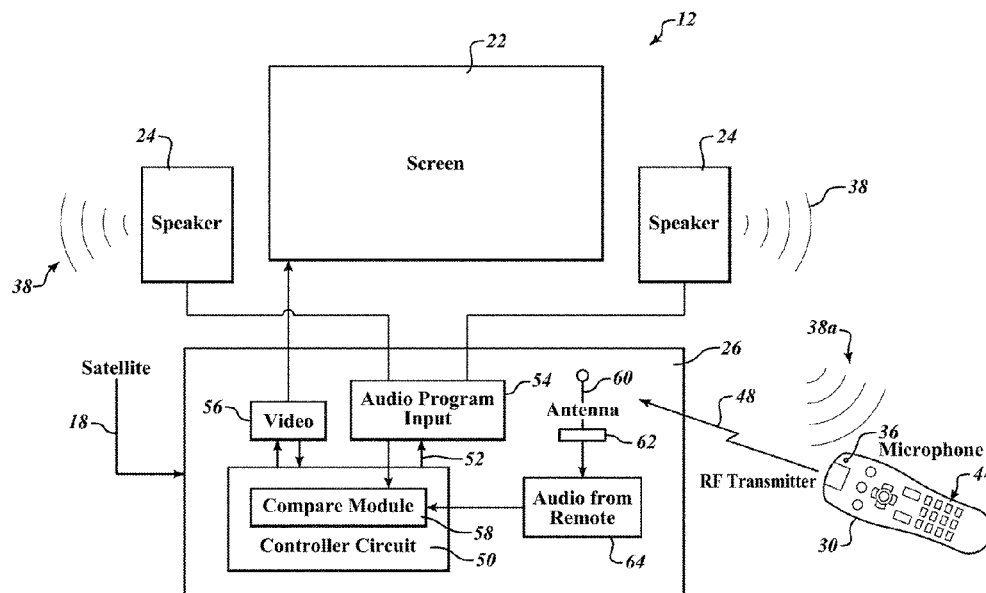 12
22
24
24
Screen
Speaker
Speaker
38
38
38a
26
Satellite
54
60
18
56
Video
Audio Program
Input
Antenna
48
36
62
Microphone
52
RF Transmitter
Compare Module
Audio from
Remote
58
Controller Circuit
50
64
30